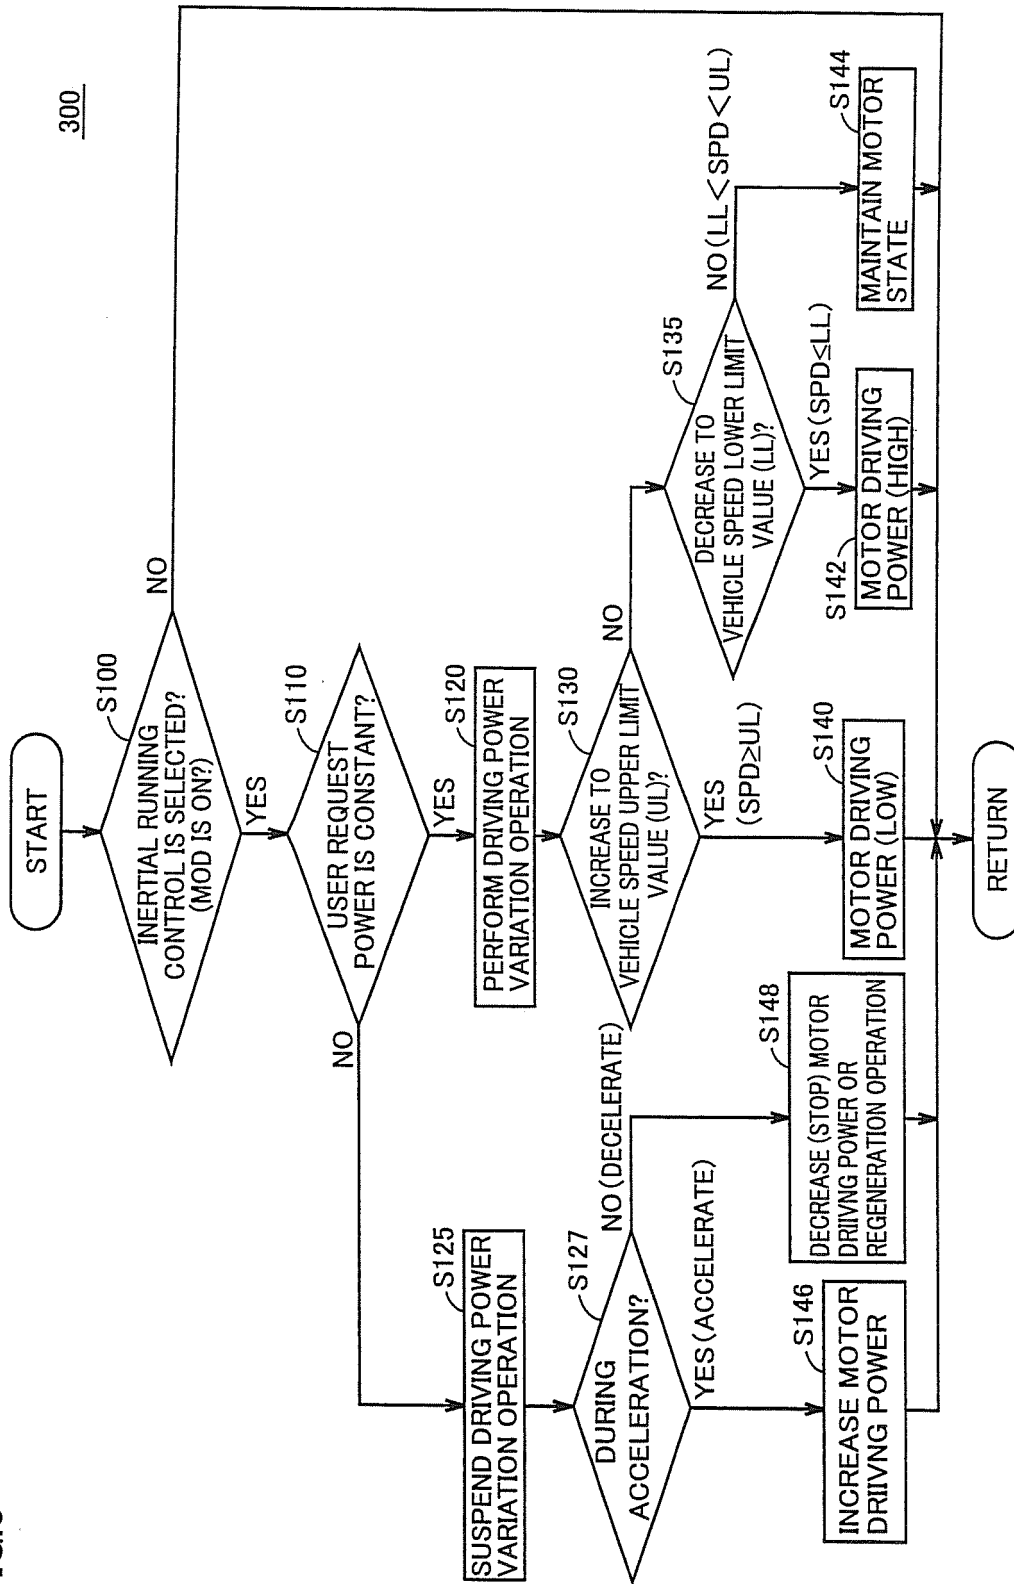 300
START
S100
INERTIAL RUNNING
CONTROL IS SELECTED?
(MOD IS ON?)
NO
YES
S110
USER REQUEST
POWER IS CONSTANT?
NO
YES
S125
SUSPEND DRIVING POWER
VARIATION OPERATION
S120
PERFORM DRIVING POWER
VARIATION OPERATION
S127
DURING
ACCELERATION?
NO (DECELERATE)
YES (ACCELERATE)
S130
INCREASE TO
VEHICLE SPEED UPPER LIMIT
VALUE (UL)?
NO
YES
(SPD≥UL)
S135
DECREASE TO
VEHICLE SPEED LOWER LIMIT
VALUE (LL)?
NO (LL<SPD<UL)
YES (SPD≤LL)
S146
INCREASE MOTOR
DRIIVNG POWER
S148
DECREASE (STOP) MOTOR
DRIIVNG POWER OR
REGENERATION OPERATION
S140
MOTOR DRIVING
POWER (LOW)
S142
MOTOR DRIVING
POWER (HIGH)
S144
MAINTAIN MOTOR
STATE
RETURN